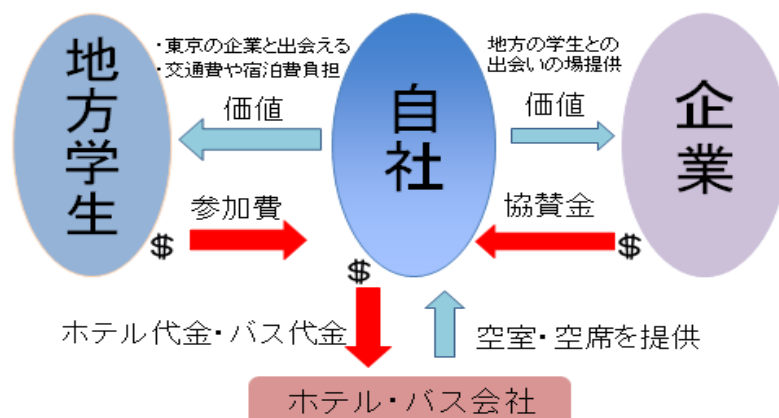 地方学生
・東京の企業と出会える
・交通費や宿泊費負担
価値
自社
地方の学生との
出会いの場提供
価値
企業
参加費
$
協賛金
$
$
ホテル代金・バス代金
空室・空席を提供
ホテル・バス会社